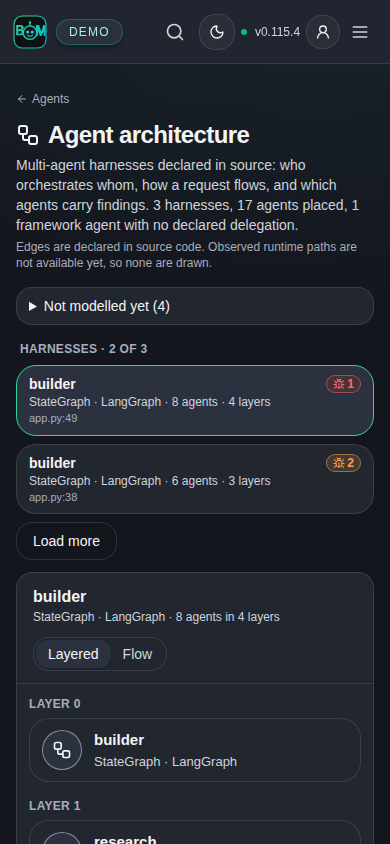 BOM
DEMO
v0.115.4
Agents
Agent architecture
Multi-agent harnesses declared in source: who
orchestrates whom, how a request flows, and which
agents carry findings. 3 harnesses, 17 agents placed, 1
framework agent with no declared delegation.
Edges are declared in source code. Observed runtime paths are
not available yet, so none are drawn.
Not modelled yet (4)
HARNESSES · 2 OF 3
builder
1
StateGraph · LangGraph · 8 agents · 4 layers
app.py:49
builder
2
StateGraph · LangGraph · 6 agents · 3 layers
app.py:38
Load more
builder
StateGraph · LangGraph · 8 agents in 4 layers
Layered Flow
LAYER 0
builder
StateGraph · LangGraph
LAYER 1
research